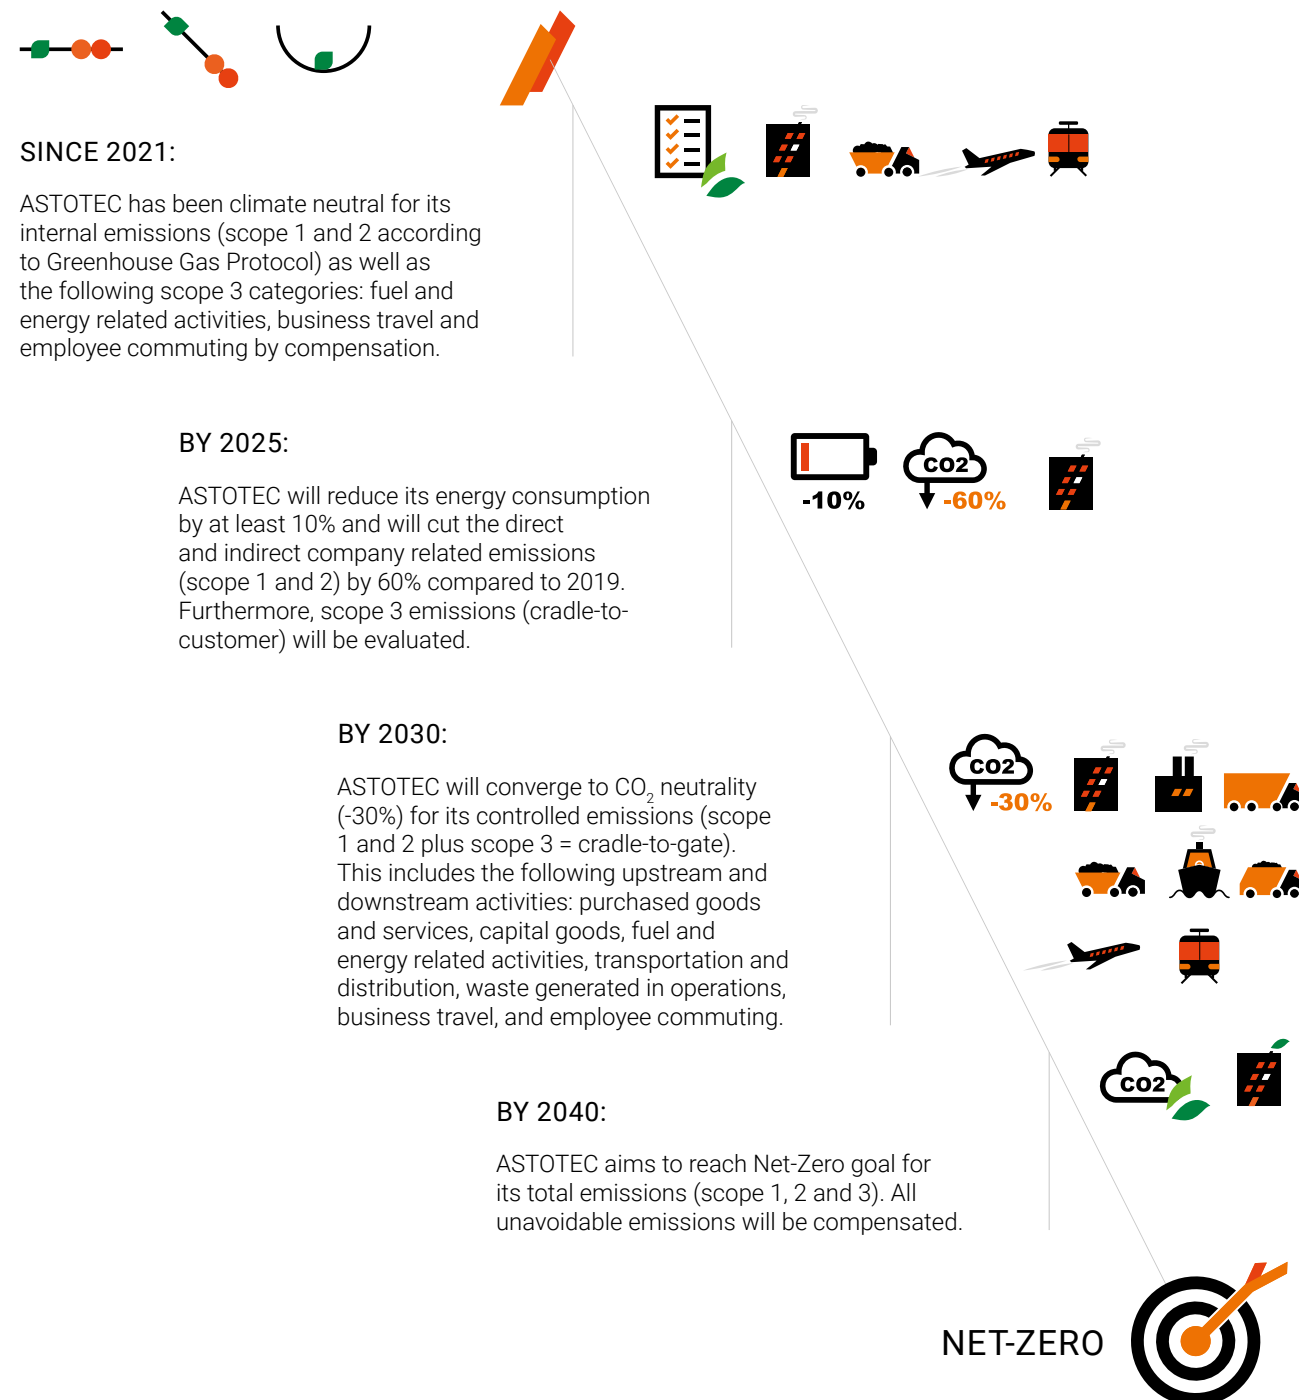 SINCE 2021:
ASTOTEC has been climate neutral for its
internal emissions (scope 1 and 2 according
to Greenhouse Gas Protocol) as well as
the following scope 3 categories: fuel and
energy related activities, business travel and
employee commuting by compensation.
BY 2025:
ASTOTEC will reduce its energy consumption
by at least 10% and will cut the direct
and indirect company related emissions
(scope 1 and 2) by 60% compared to 2019.
Furthermore, scope 3 emissions (cradle-to-
customer) will be evaluated.
-10%
CO2
-60%
BY 2030:
ASTOTEC will converge to CO₂ neutrality
(-30%) for its controlled emissions (scope
1 and 2 plus scope 3 = cradle-to-gate).
This includes the following upstream and
downstream activities: purchased goods
and services, capital goods, fuel and
energy related activities, transportation and
distribution, waste generated in operations,
business travel, and employee commuting.
CO2
-30%
BY 2040:
ASTOTEC aims to reach Net-Zero goal for
its total emissions (scope 1, 2 and 3). All
unavoidable emissions will be compensated.
CO2
NET-ZERO